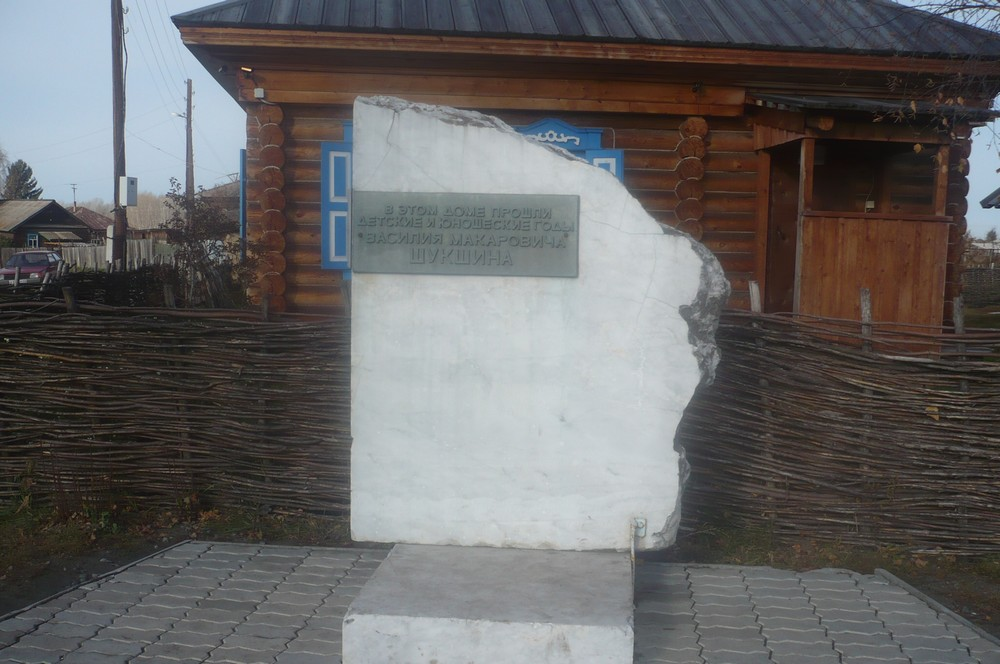 В ЭТОМ ДОМЕ ПРОШЛИ
ДЕТСКИЕ И ЮНОШЕСКИЕ ГОДЫ
ВАСИЛИЯ МАКАРОВИЧА
ШУКШИНА